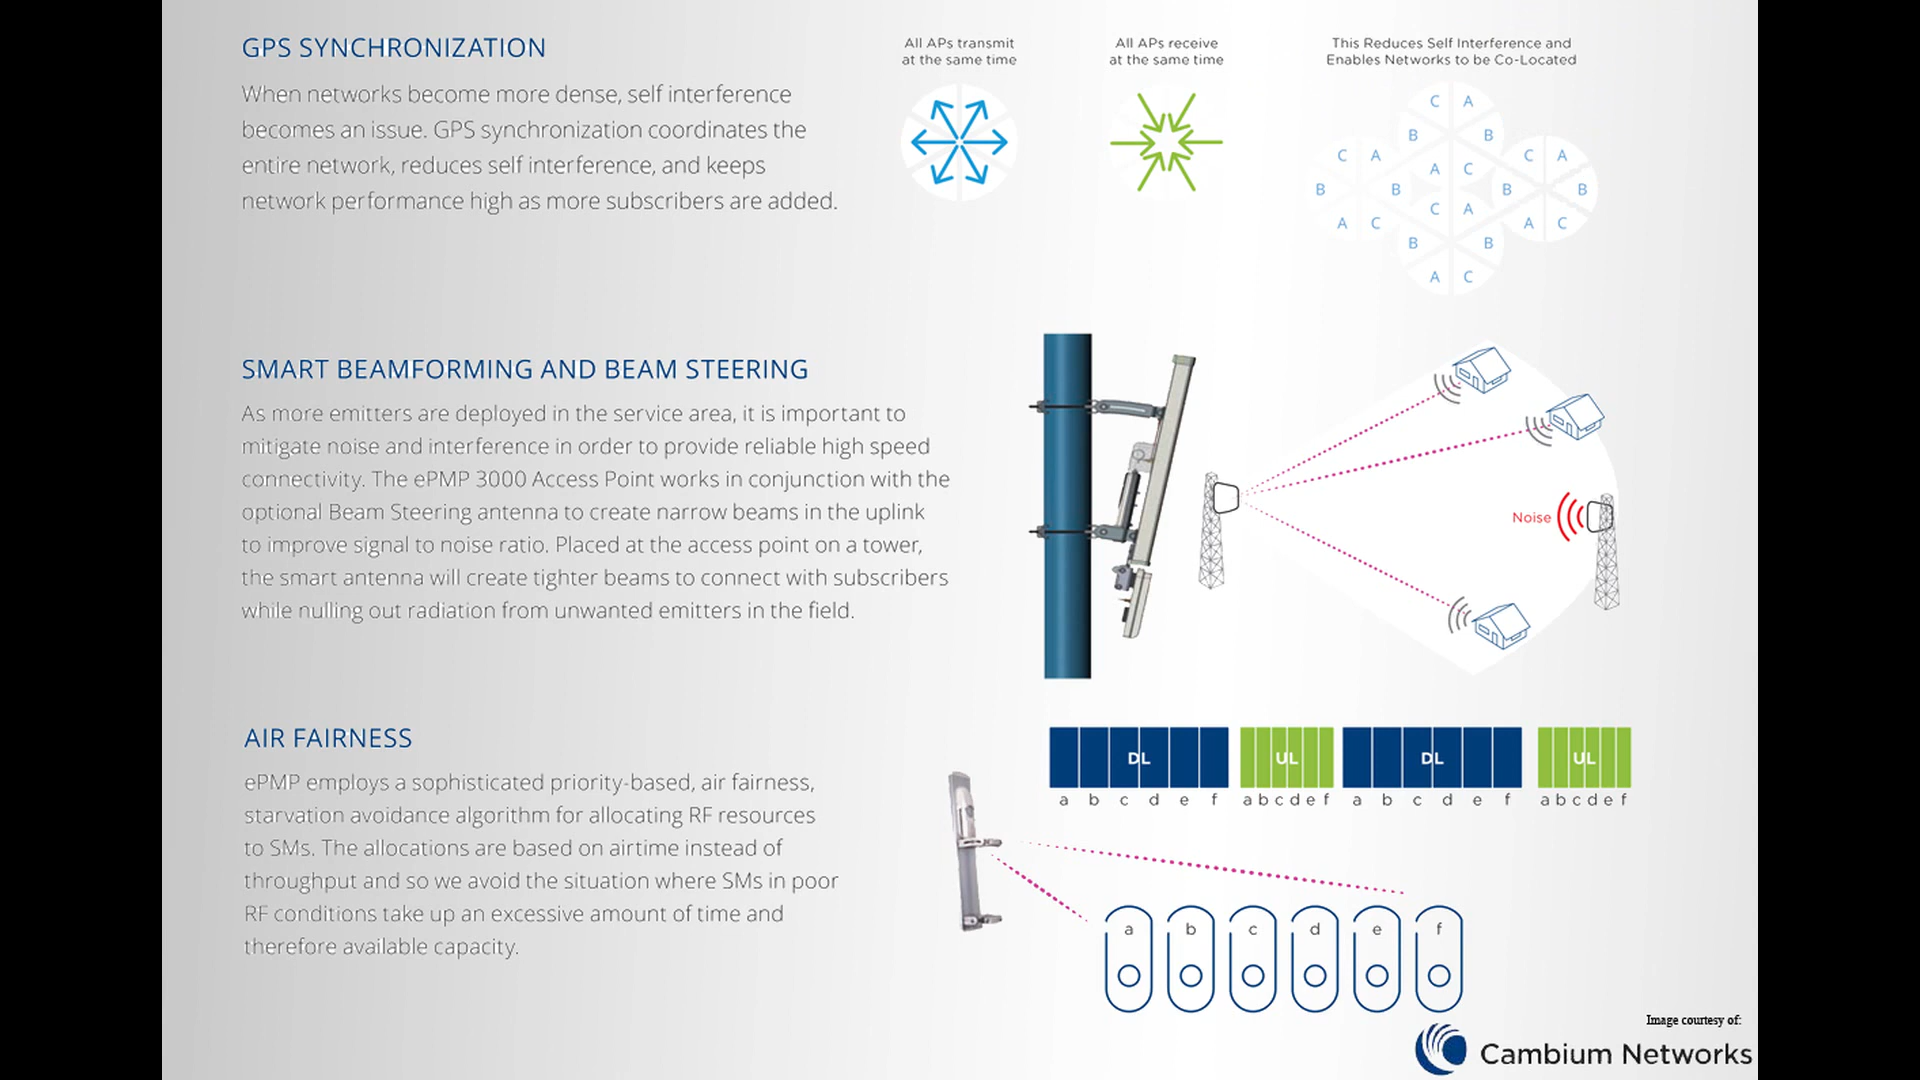 GPS SYNCHRONIZATION
When networks become more dense, self interference
becomes an issue. GPS synchronization coordinates the
entire network, reduces self interference, and keeps
network performance high as more subscribers are added.
All APs transmit
at the same time
All APs receive
at the same time
This Reduces Self Interference and
Enables Networks to be Co-Located
C A
B B
C A A C C A
B B B B
A C C A A C
B B
A C
SMART BEAMFORMING AND BEAM STEERING
As more emitters are deployed in the service area, it is important to
mitigate noise and interference in order to provide reliable high speed
connectivity. The ePMP 3000 Access Point works in conjunction with the
optional Beam Steering antenna to create narrow beams in the uplink
to improve signal to noise ratio. Placed at the access point on a tower,
the smart antenna will create tighter beams to connect with subscribers
while nulling out radiation from unwanted emitters in the field.
Noise
AIR FAIRNESS
ePMP employs a sophisticated priority-based, air fairness,
starvation avoidance algorithm for allocating RF resources
to SMs. The allocations are based on airtime instead of
throughput and so we avoid the situation where SMs in poor
RF conditions take up an excessive amount of time and
therefore available capacity.
DL UL DL UL
a b c d e f a b c d e f a b c d e f a b c d e f
a b c d e f
Image courtesy of:
Cambium Networks